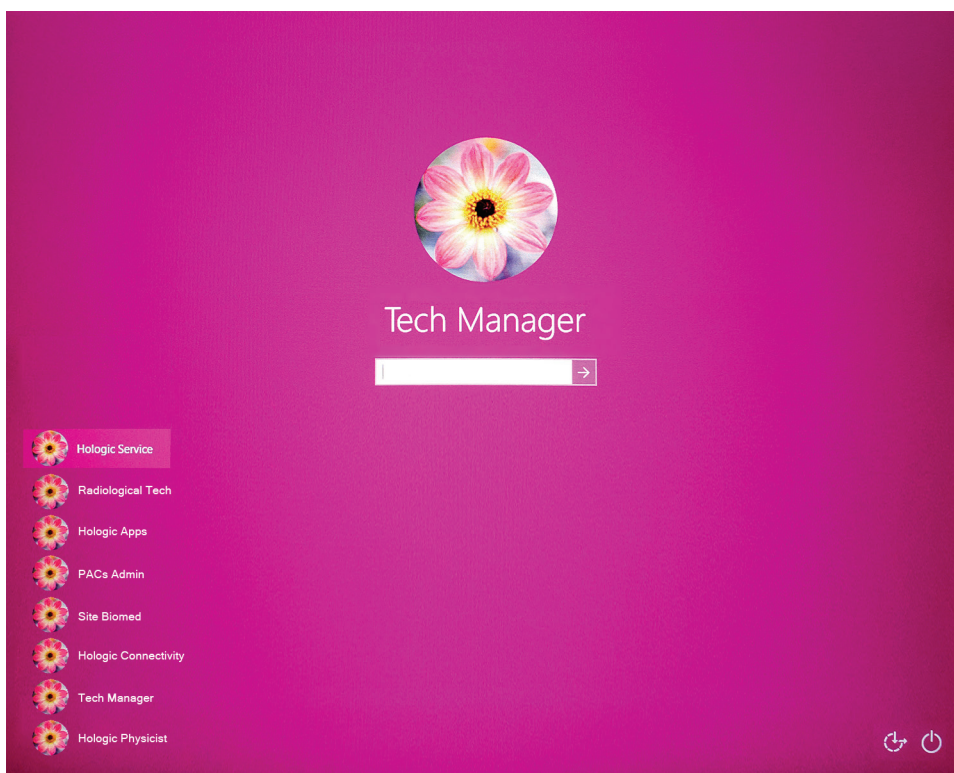 Tech Manager
Hologic Service
Radiological Tech
Hologic Apps
PACs Admin
Site Biomed
Hologic Connectivity
Tech Manager
Hologic Physicist